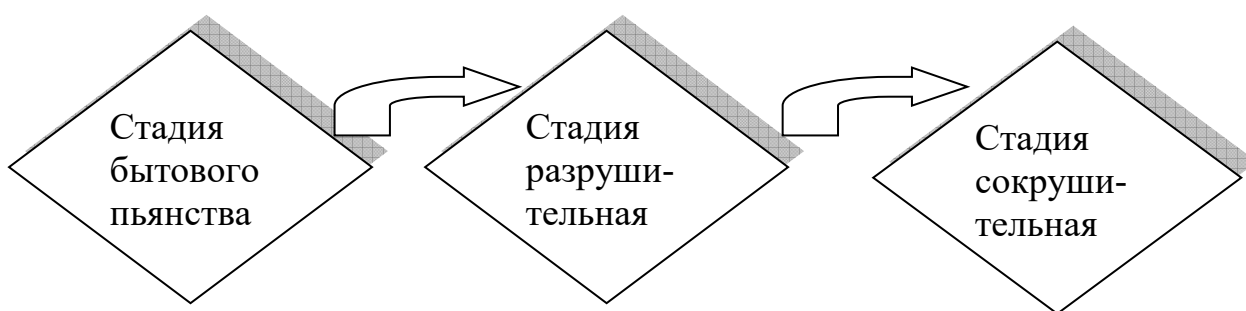 Стадия
бытового
пьянства
Стадия
разруши-
тельная
Стадия
сокруши-
тельная